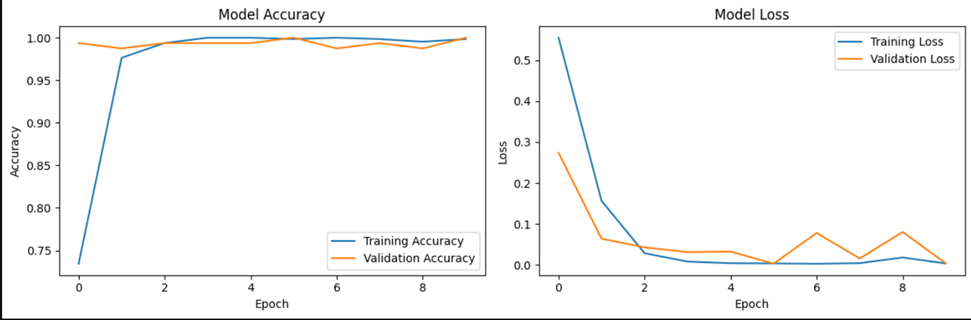 Model Accuracy
1.00
0.95
0.90
0.85
0.80
0.75
Accuracy
0 2 4 6 8
Epoch
Training Accuracy
Validation Accuracy
Model Loss
0.5
0.4
0.3
0.2
0.1
0.0
Loss
0 2 4 6 8
Epoch
Training Loss
Validation Loss